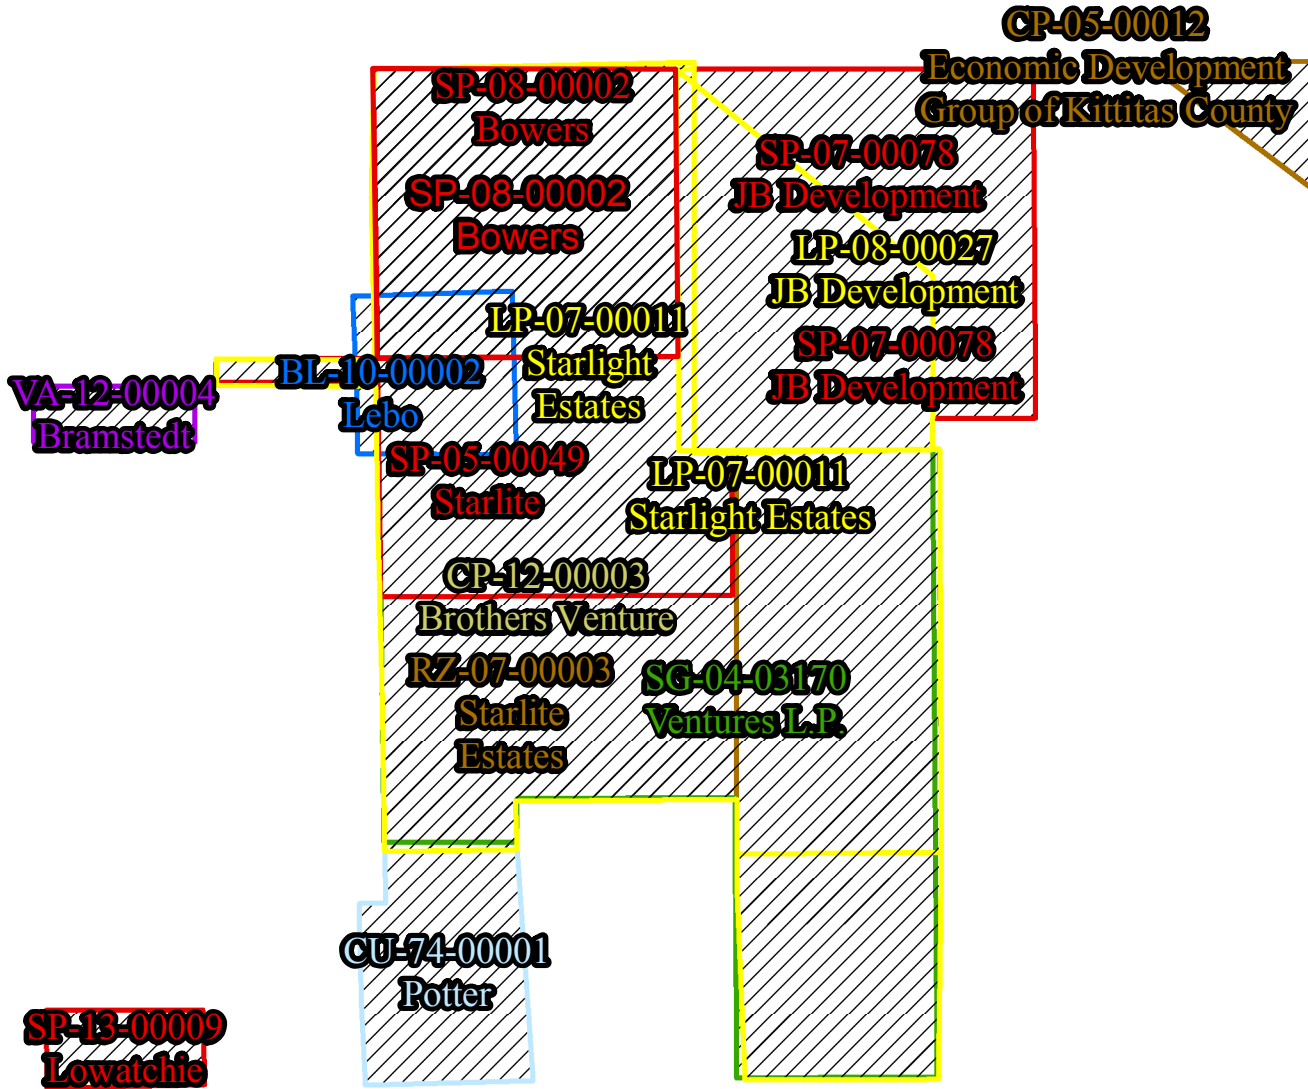 CP-05-00012
Economic Development
Group of Kittitas County
SP-08-00002
Bowers
SP-07-00078
JB Development
SP-08-00002
Bowers
LP-08-00027
JB Development
LP-07-00011
Starlight
Estates
SP-07-00078
JB Development
BL-10-00002
Lebo
VA-12-00004
Bramstedt
SP-05-00049
Starlite
LP-07-00011
Starlight Estates
CP-12-00003
Brothers Venture
RZ-07-00003
Starlite
Estates
SG-04-03170
Ventures L.P.
CU-74-00001
Potter
SP-13-00009
Lowatchie